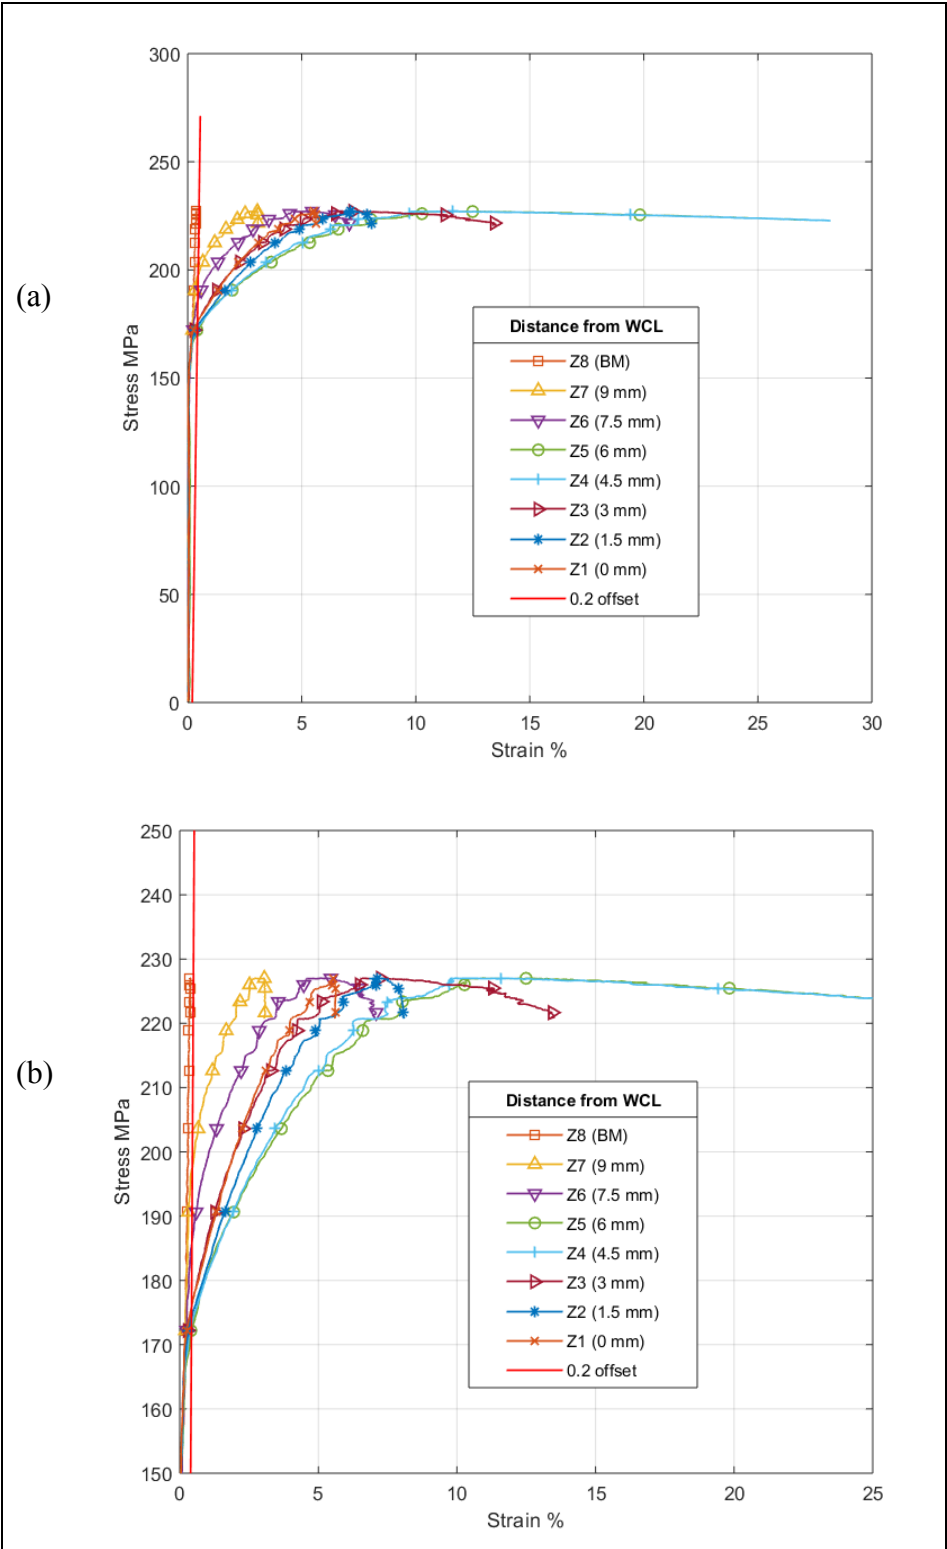 (a)
Stress MPa
300
250
200
150
100
50
0
0 5 10 15 20 25 30
Strain %
Distance from WCL
Z8 (BM)
Z7 (9 mm)
Z6 (7.5 mm)
Z5 (6 mm)
Z4 (4.5 mm)
Z3 (3 mm)
Z2 (1.5 mm)
Z1 (0 mm)
0.2 offset
(b)
Stress MPa
250
240
230
220
210
200
190
180
170
160
150
0 5 10 15 20 25
Strain %
Distance from WCL
Z8 (BM)
Z7 (9 mm)
Z6 (7.5 mm)
Z5 (6 mm)
Z4 (4.5 mm)
Z3 (3 mm)
Z2 (1.5 mm)
Z1 (0 mm)
0.2 offset